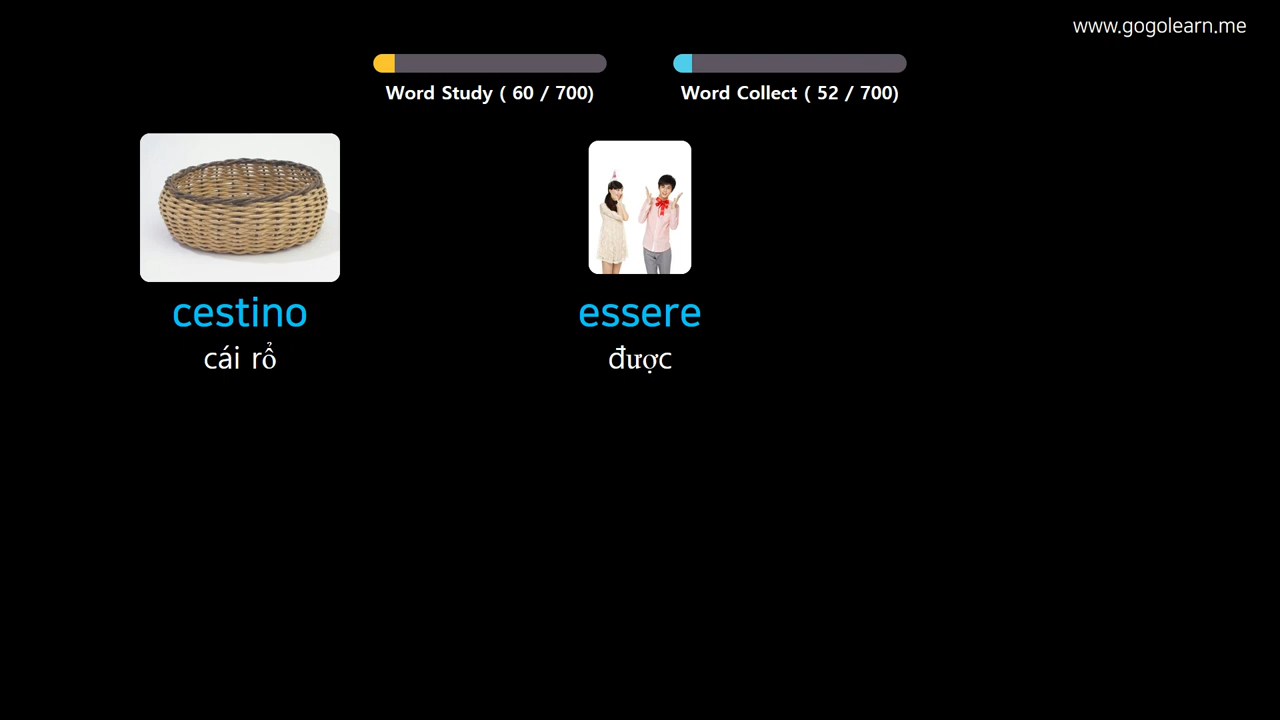 www.gogolearn.me
Word Study ( 60 / 700)
Word Collect ( 52 / 700)
cestino
essere
cái rổ
được